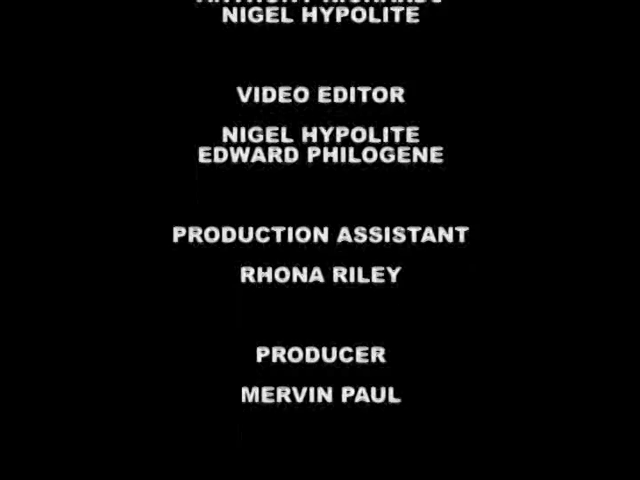 NIGEL HYPOLITE
VIDEO EDITOR
NIGEL HYPOLITE
EDWARD PHILOGENE
PRODUCTION ASSISTANT
RHONA RILEY
PRODUCER
MERVIN PAUL